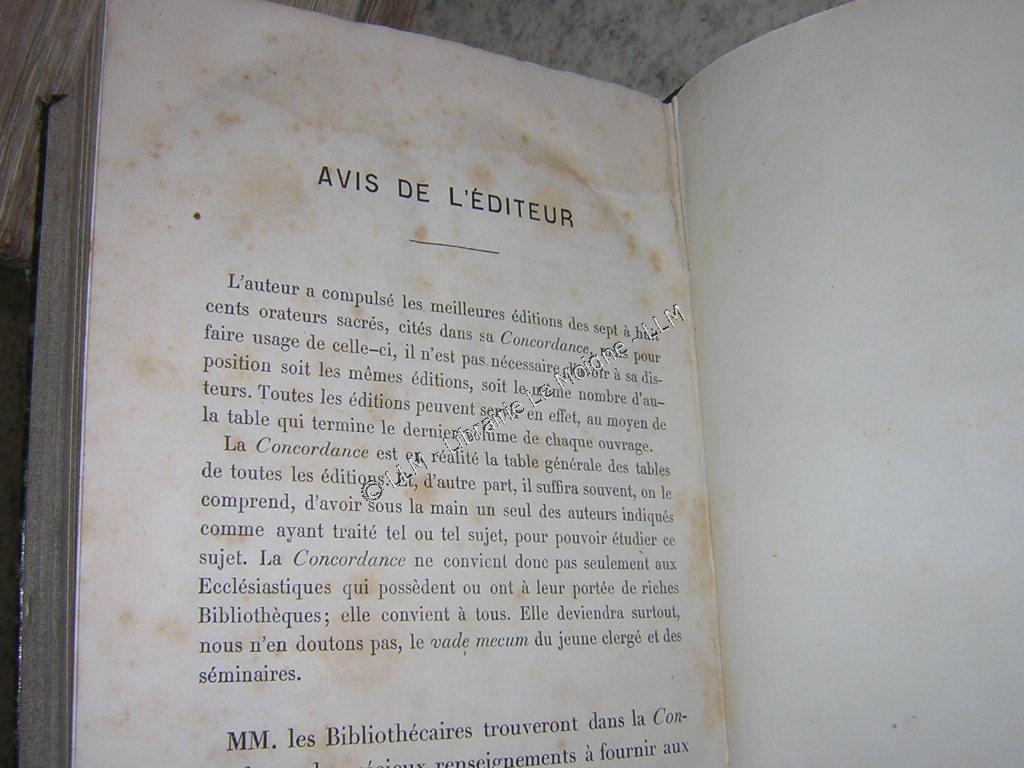 AVIS DE L'ÉDITEUR
L'auteur a compulsé les meilleures éditions des sept à huit
cents orateurs sacrés, cités dans sa Concordance. Mais pour
faire usage de celle-ci, il n'est pas nécessaire d'avoir à sa dis-
position soit les mêmes éditions, soit le même nombre d'au-
teurs. Toutes les éditions peuvent servir en effet, au moyen de
la table qui termine le dernier volume de chaque ouvrage.
La Concordance est en réalité la table générale des tables
de toutes les éditions. Et, d'autre part, il suffira souvent, on le
comprend, d'avoir sous la main un seul des auteurs indiqués
comme ayant traité tel ou tel sujet, pour pouvoir étudier ce
sujet. La Concordance ne convient donc pas seulement aux
Ecclésiastiques qui possèdent ou ont à leur portée de riches
Bibliothèques; elle convient à tous. Elle deviendra surtout,
nous n'en doutons pas, le vade mecum du jeune clergé et des
séminaires.
MM. les Bibliothécaires trouveront dans la Con-
renseignements à fournir aux
© LLM - Librairie Le Moigne - LLM